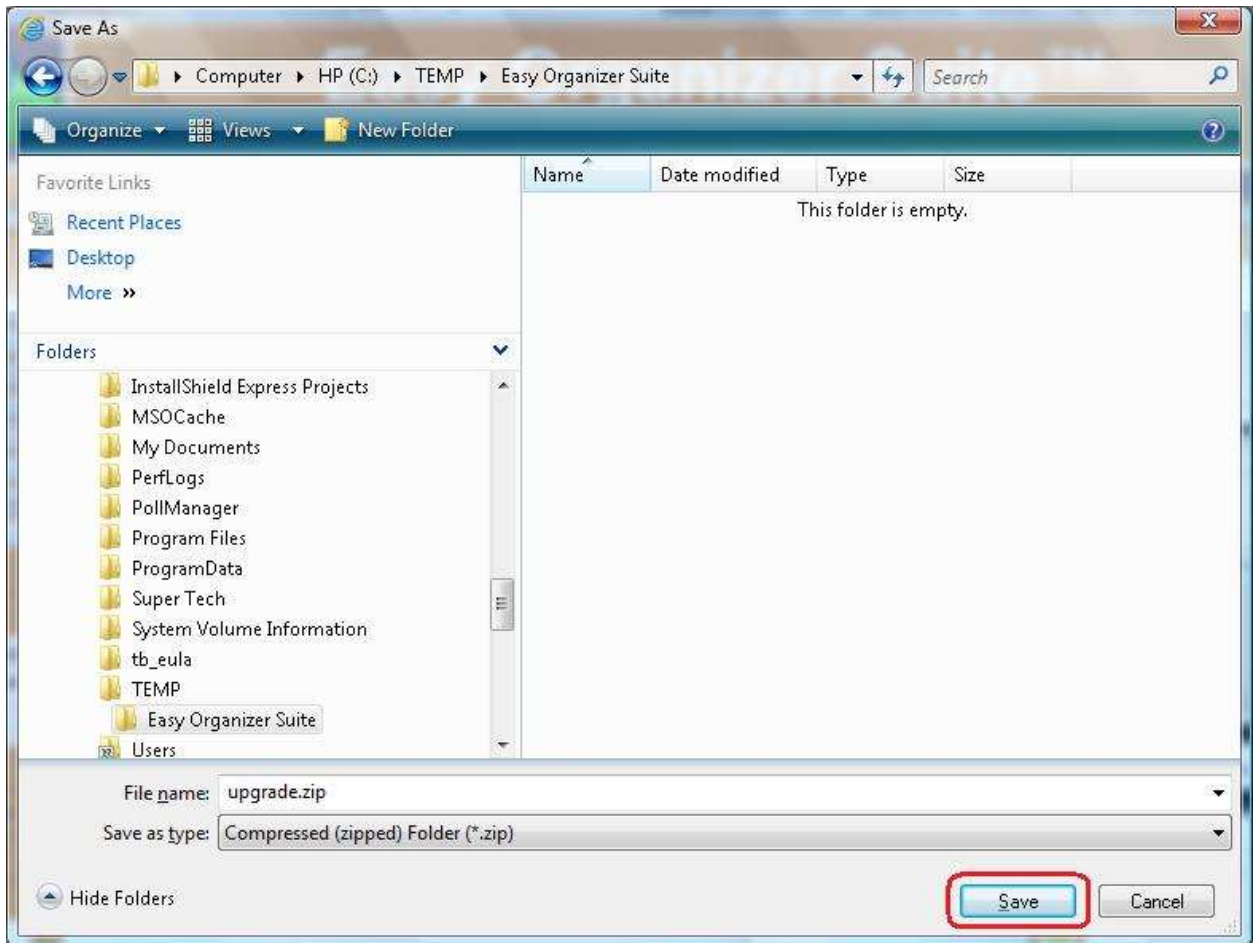 Save As
Easy Organizer Suite™
Computer HP (C:) TEMP Easy Organizer Suite Search
Organize Views New Folder
Favorite Links
Recent Places
Desktop
More »
Name Date modified Type Size
This folder is empty.
Folders
InstallShield Express Projects
MSOCache
My Documents
PerfLogs
PollManager
Program Files
ProgramData
Super Tech
System Volume Information
tb_eula
TEMP
Easy Organizer Suite
Users
File name: upgrade.zip
Save as type: Compressed (zipped) Folder (*.zip)
Hide Folders Save Cancel